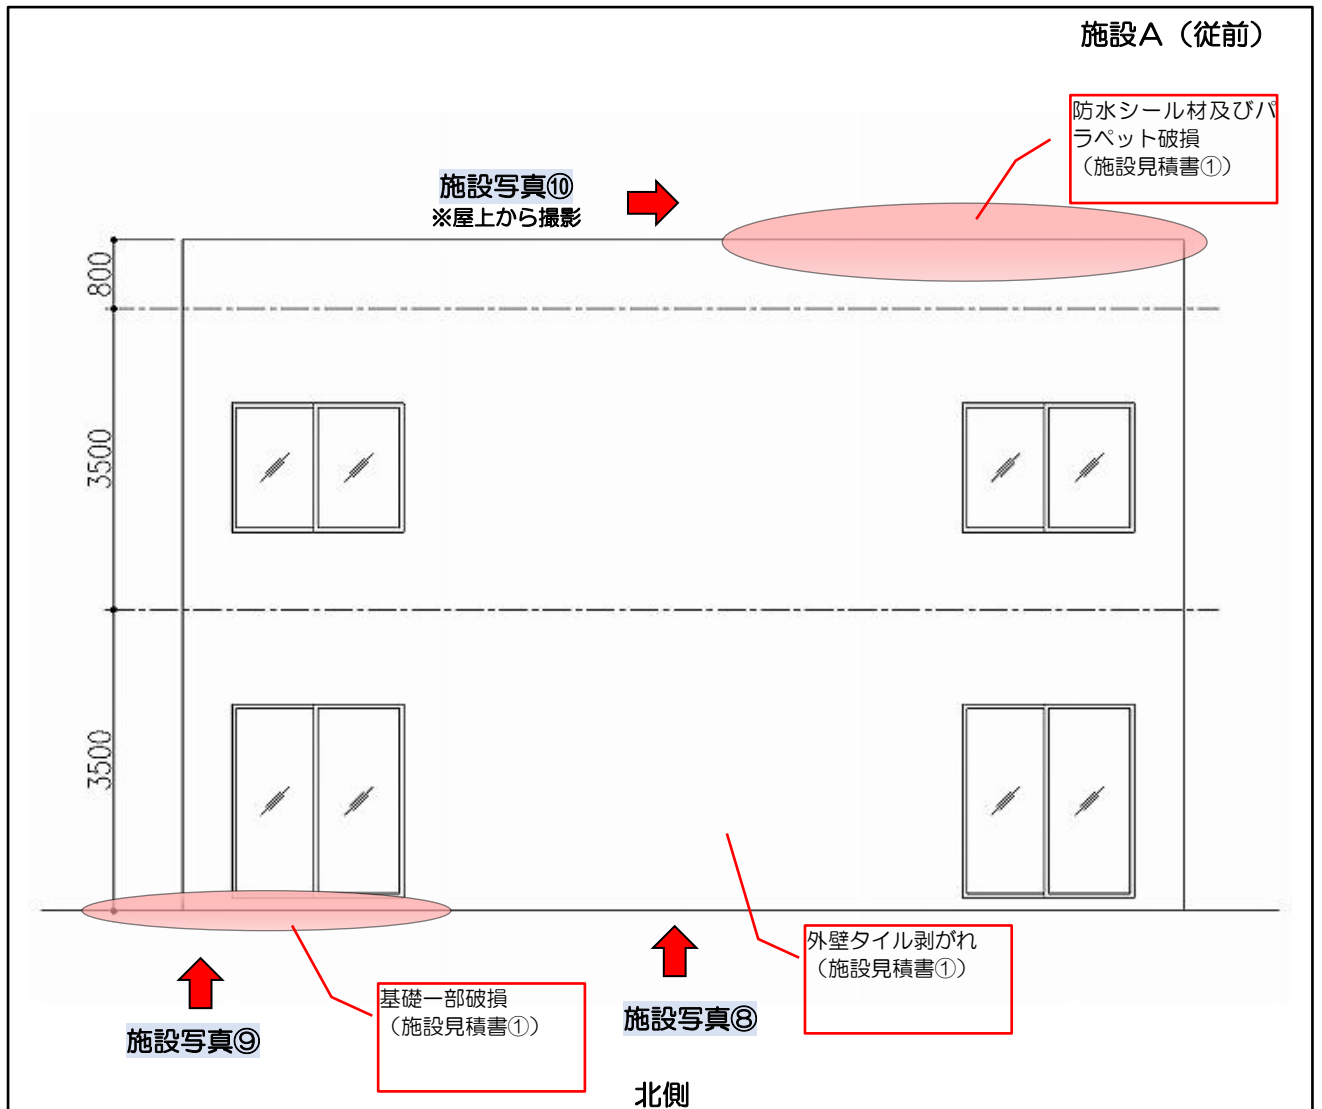 施設A（従前）
防水シール材及びパ
ラペット破損
（施設見積書①）
施設写真⑩
※屋上から撮影
800
3500
3500
外壁タイル剥がれ
（施設見積書①）
基礎一部破損
（施設見積書①）
施設写真⑧
施設写真⑨
北側